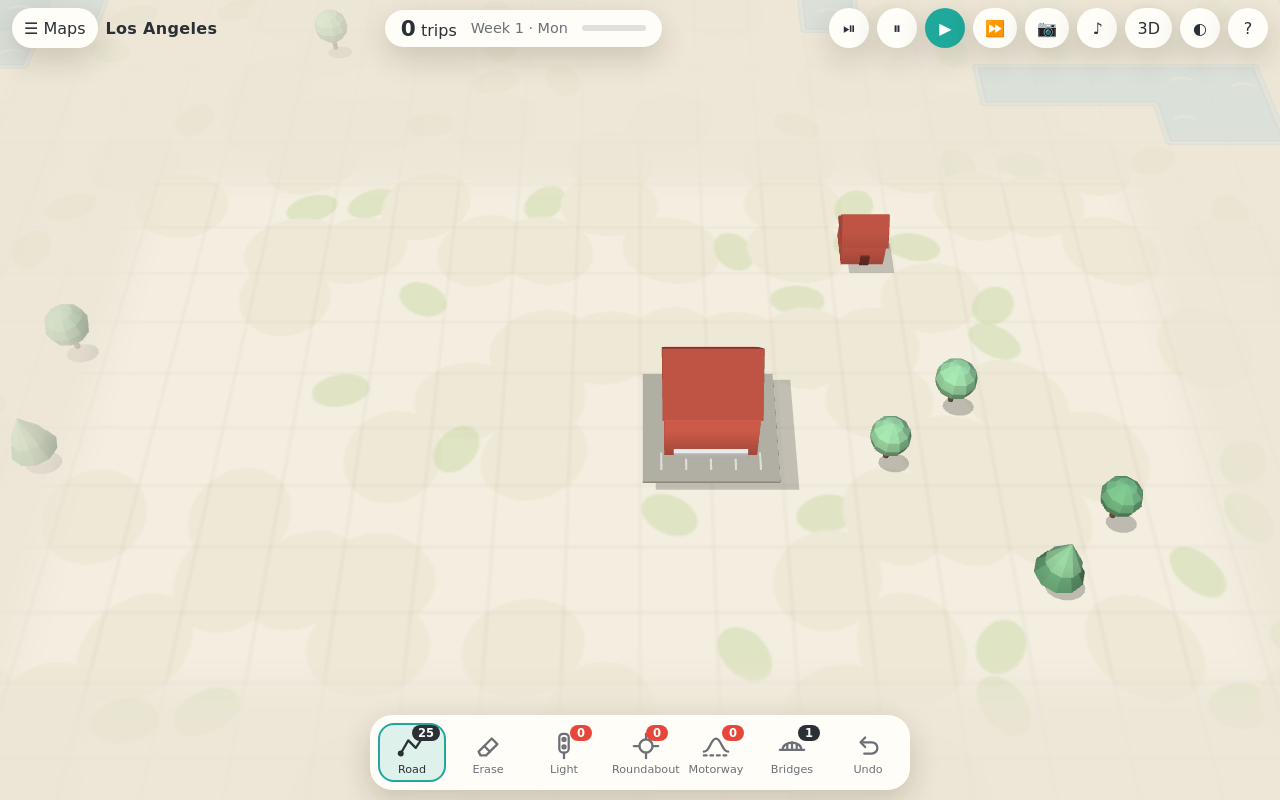 ☰ Maps
Los Angeles
0 trips
Week 1 · Mon
3D
?
25
Road
Erase
0
Light
0
Roundabout
0
Motorway
1
Bridges
Undo